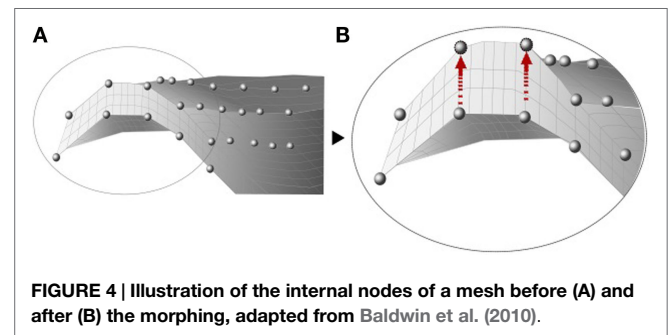 A B
FIGURE 4 | Illustration of the internal nodes of a mesh before (A) and
after (B) the morphing, adapted from Baldwin et al. (2010).